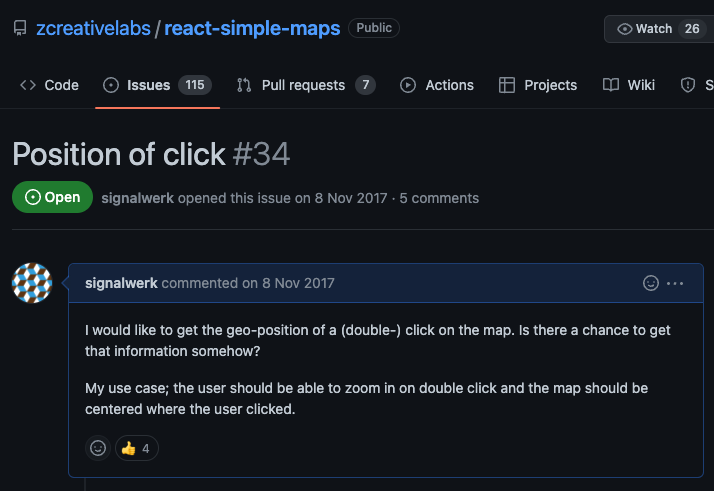 zcreativelabs / react-simple-maps Public Watch 26
Code Issues 115 Pull requests 7 Actions Projects Wiki S
Position of click #34
Open signalwerk opened this issue on 8 Nov 2017 · 5 comments
signalwerk commented on 8 Nov 2017
I would like to get the geo-position of a (double-) click on the map. Is there a chance to get
that information somehow?
My use case; the user should be able to zoom in on double click and the map should be
centered where the user clicked.
👍 4